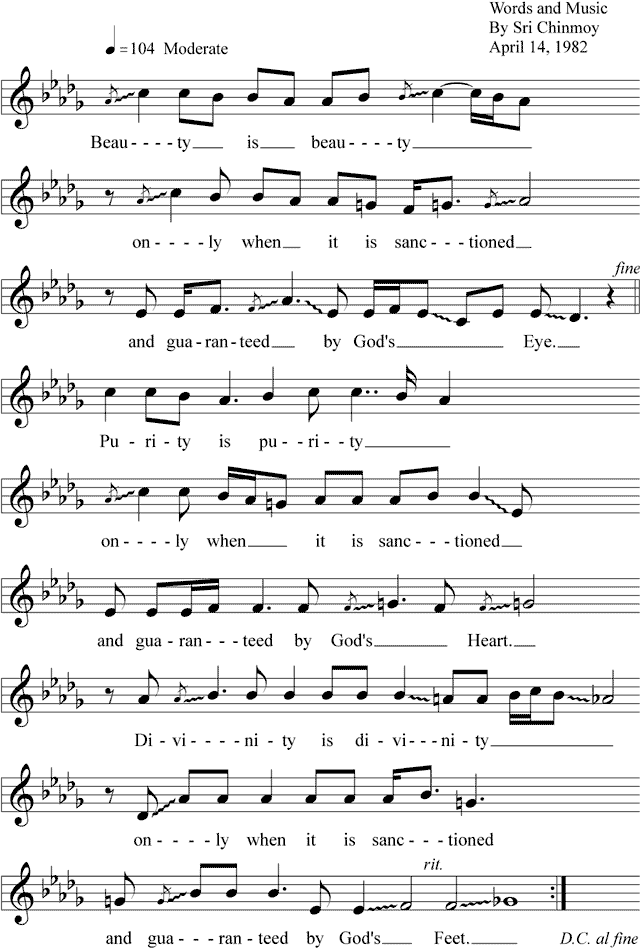 Words and Music
By Sri Chinmoy
♩=104 Moderate April 14, 1982
Beau- - - - ty is beau- - - - ty
on- - - - ly when it is sanc- - - tioned
fine
and gua - ran - teed by God's Eye.
Pu - ri - ty is pu - - ri - ty
on- - - - ly when it is sanc- - - - tioned
and gua - ran- - - teed by God's Heart.
Di - vi- - - - ni - ty is di - vi- - - ni - ty
on- - - - ly when it is sanc- - - tioned
rit.
and gua - - - ran - teed by God's Feet. D.C. al fine